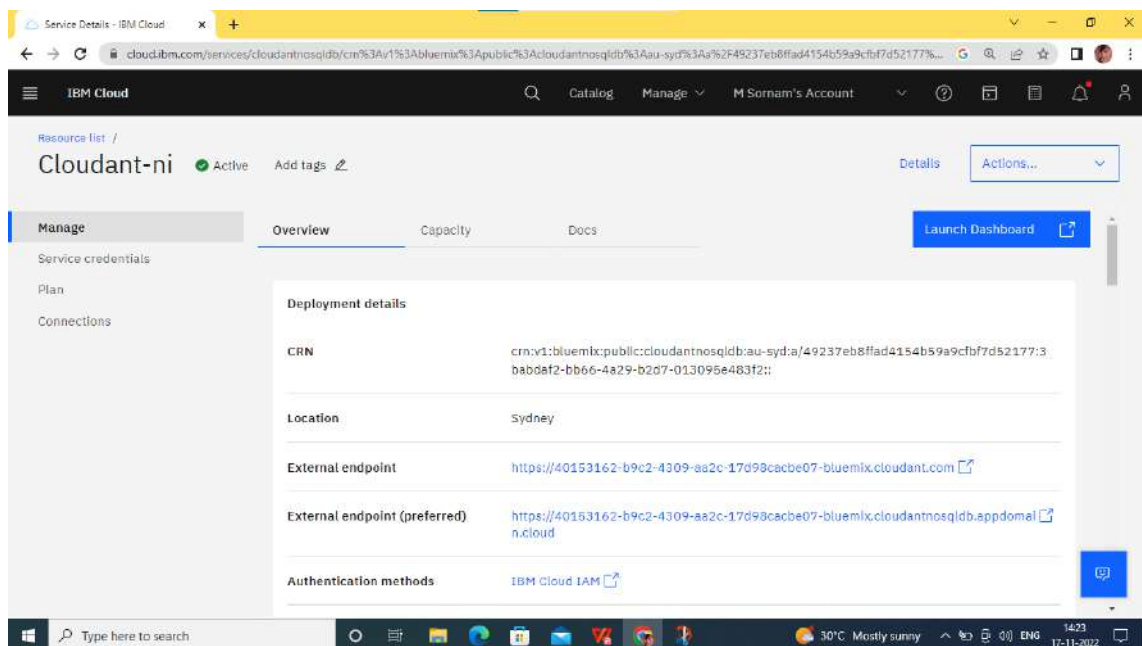 Service Details - IBM Cloud
cloud.ibm.com/services/cloudantnosqldb/crn%3Av1%3Abluemix%3Apublic%3Acloudantnosqldb%3Aau-syd%3Aa%2F49237eb8ffad4154b59a9cfbf7d52177%...
IBM Cloud Catalog Manage M Sornam's Account
Resource list /
Cloudant-ni Active Add tags Details Actions...
Manage Overview Capacity Docs Launch Dashboard
Service credentials
Plan
Connections
Deployment details
CRN crn:v1:bluemix:public:cloudantnosqldb:au-syd:a/49237eb8ffad4154b59a9cfbf7d52177:3
babdaf2-bb66-4a29-b2d7-013095e483f2::
Location Sydney
External endpoint https://40153162-b9c2-4309-aa2c-17d98cacbe07-bluemix.cloudant.com
External endpoint (preferred) https://40153162-b9c2-4309-aa2c-17d98cacbe07-bluemix.cloudantnosqldb.appdomai
n.cloud
Authentication methods IBM Cloud IAM
Type here to search 30°C Mostly sunny ENG 14:23
17-11-2022